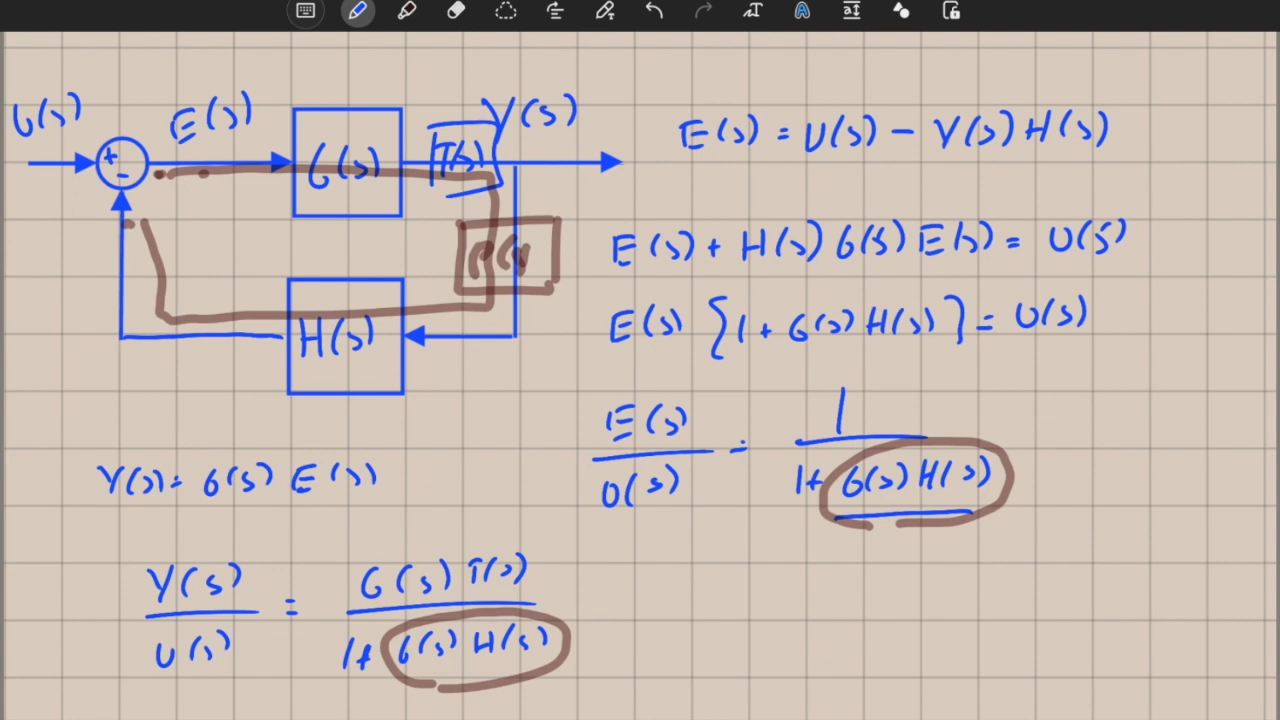 U(s) E(s) G(s) T(s) Y(s)
E(s) = U(s) - Y(s) H(s)
E(s) + H(s) G(s) E(s) = U(s)
H(s)
E(s) {1 + G(s) H(s)} = U(s)
E(s)/U(s) = 1/(1 + G(s) H(s))
Y(s) = G(s) E(s)
Y(s)/U(s) = G(s) T(s)/(1 + G(s) H(s))